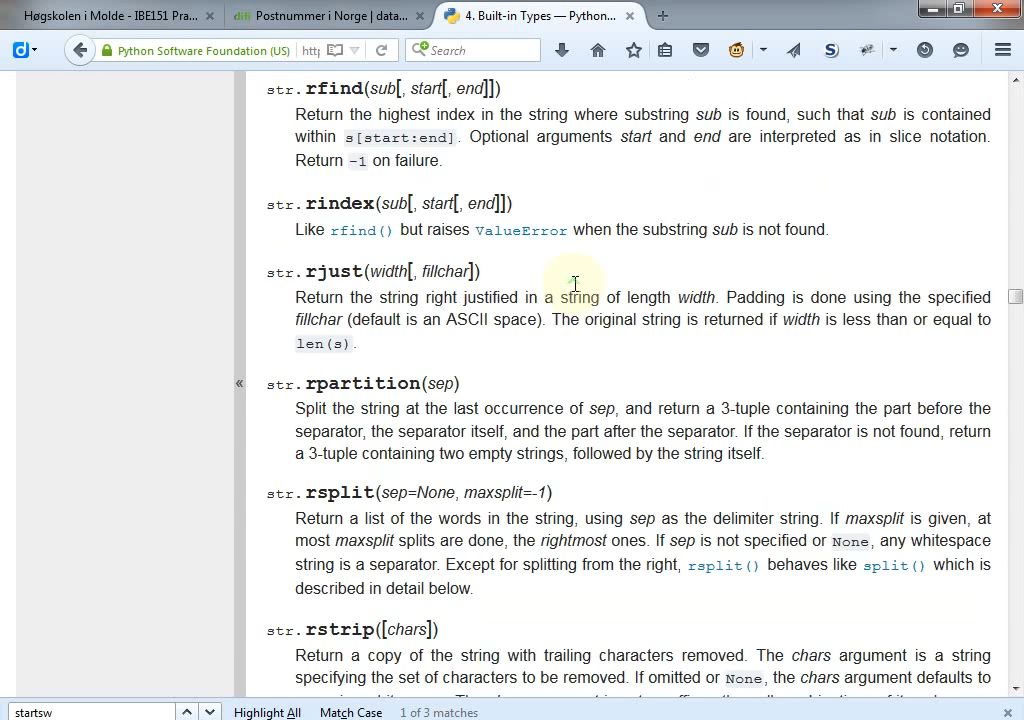 Høgskolen i Molde - IBE151 Pra...
difi Postnummer i Norge | data...
4. Built-in Types — Python...
Python Software Foundation (US)
Search
str.rfind(sub[, start[, end]])
Return the highest index in the string where substring sub is found, such that sub is contained
within s[start:end]. Optional arguments start and end are interpreted as in slice notation.
Return -1 on failure.
str.rindex(sub[, start[, end]])
Like rfind() but raises ValueError when the substring sub is not found.
str.rjust(width[, fillchar])
Return the string right justified in a string of length width. Padding is done using the specified
fillchar (default is an ASCII space). The original string is returned if width is less than or equal to
len(s).
«
str.rpartition(sep)
Split the string at the last occurrence of sep, and return a 3-tuple containing the part before the
separator, the separator itself, and the part after the separator. If the separator is not found, return
a 3-tuple containing two empty strings, followed by the string itself.
str.rsplit(sep=None, maxsplit=-1)
Return a list of the words in the string, using sep as the delimiter string. If maxsplit is given, at
most maxsplit splits are done, the rightmost ones. If sep is not specified or None, any whitespace
string is a separator. Except for splitting from the right, rsplit() behaves like split() which is
described in detail below.
str.rstrip([chars])
Return a copy of the string with trailing characters removed. The chars argument is a string
specifying the set of characters to be removed. If omitted or None, the chars argument defaults to
startsw
Highlight All
Match Case
1 of 3 matches